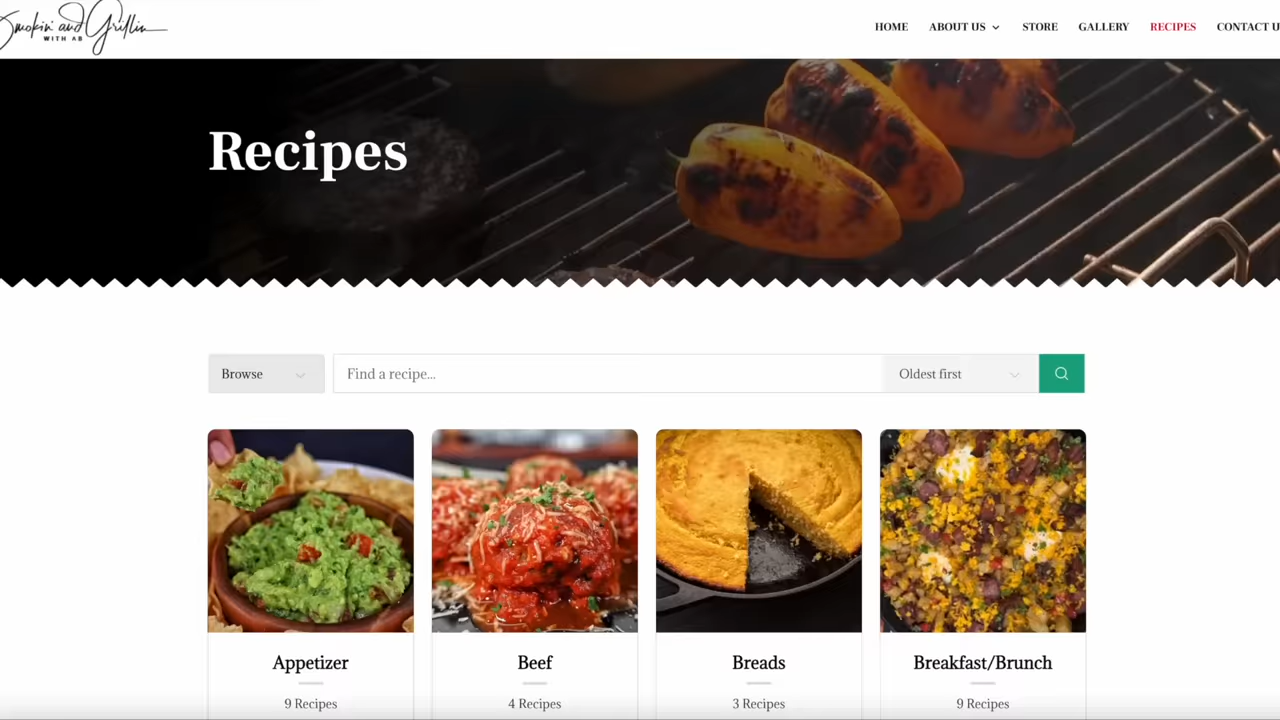 Smokin' and Grillin
WITH AB
HOME ABOUT US STORE GALLERY RECIPES CONTACT U
Recipes
Browse Find a recipe... Oldest first
Appetizer Beef Breads Breakfast/Brunch
9 Recipes 4 Recipes 3 Recipes 9 Recipes